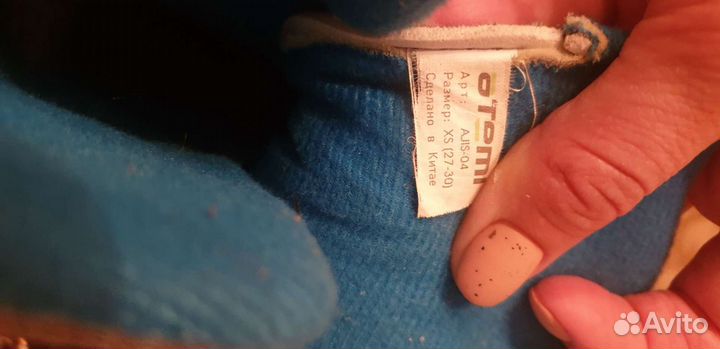 ATEMI
Арт: AJIS-04
Размер: XS (27-30)
Сделано в Китае
Avito